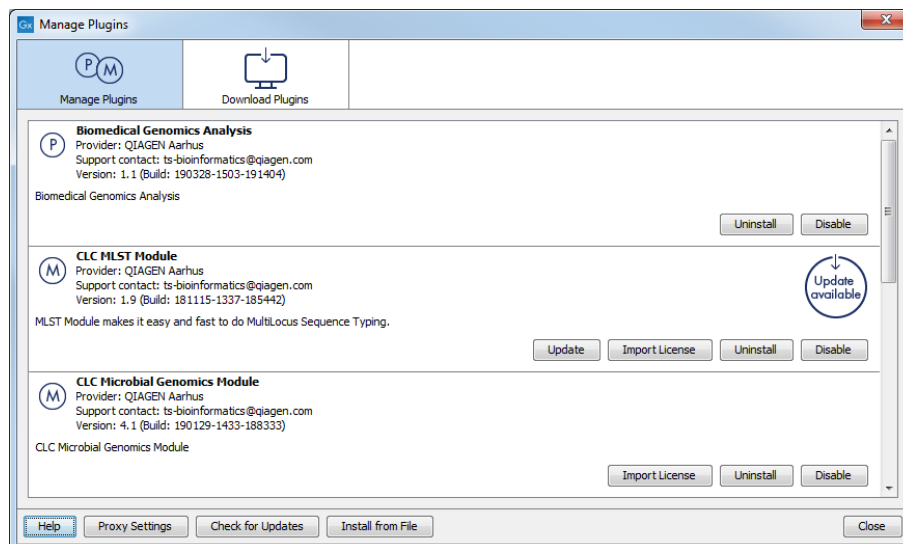 Gx Manage Plugins
P M
Manage Plugins
Download Plugins
P
Biomedical Genomics Analysis
Provider: QIAGEN Aarhus
Support contact: ts-bioinformatics@qiagen.com
Version: 1.1 (Build: 190328-1503-191404)
Biomedical Genomics Analysis
Uninstall
Disable
M
CLC MLST Module
Provider: QIAGEN Aarhus
Support contact: ts-bioinformatics@qiagen.com
Version: 1.9 (Build: 181115-1337-185442)
Update
available
MLST Module makes it easy and fast to do MultiLocus Sequence Typing.
Update
Import License
Uninstall
Disable
M
CLC Microbial Genomics Module
Provider: QIAGEN Aarhus
Support contact: ts-bioinformatics@qiagen.com
Version: 4.1 (Build: 190129-1433-188333)
CLC Microbial Genomics Module
Import License
Uninstall
Disable
Help
Proxy Settings
Check for Updates
Install from File
Close